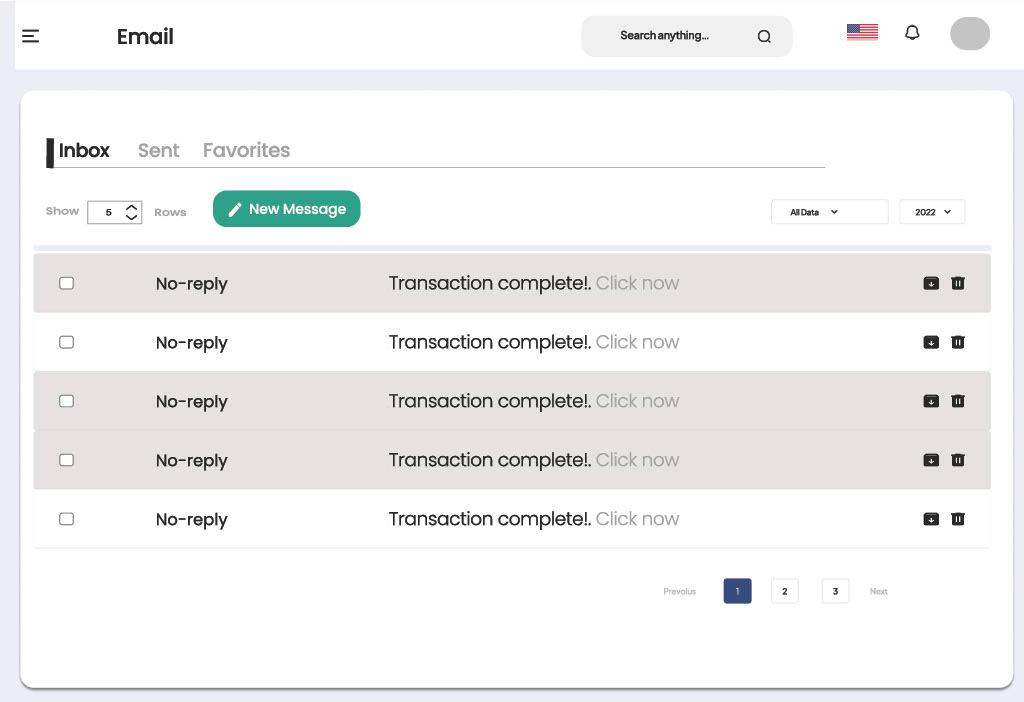 Email
Search anything...
Inbox Sent Favorites
Show 5 Rows New Message All Data 2022
No-reply Transaction complete!. Click now
No-reply Transaction complete!. Click now
No-reply Transaction complete!. Click now
No-reply Transaction complete!. Click now
No-reply Transaction complete!. Click now
Prevoius 1 2 3 Next